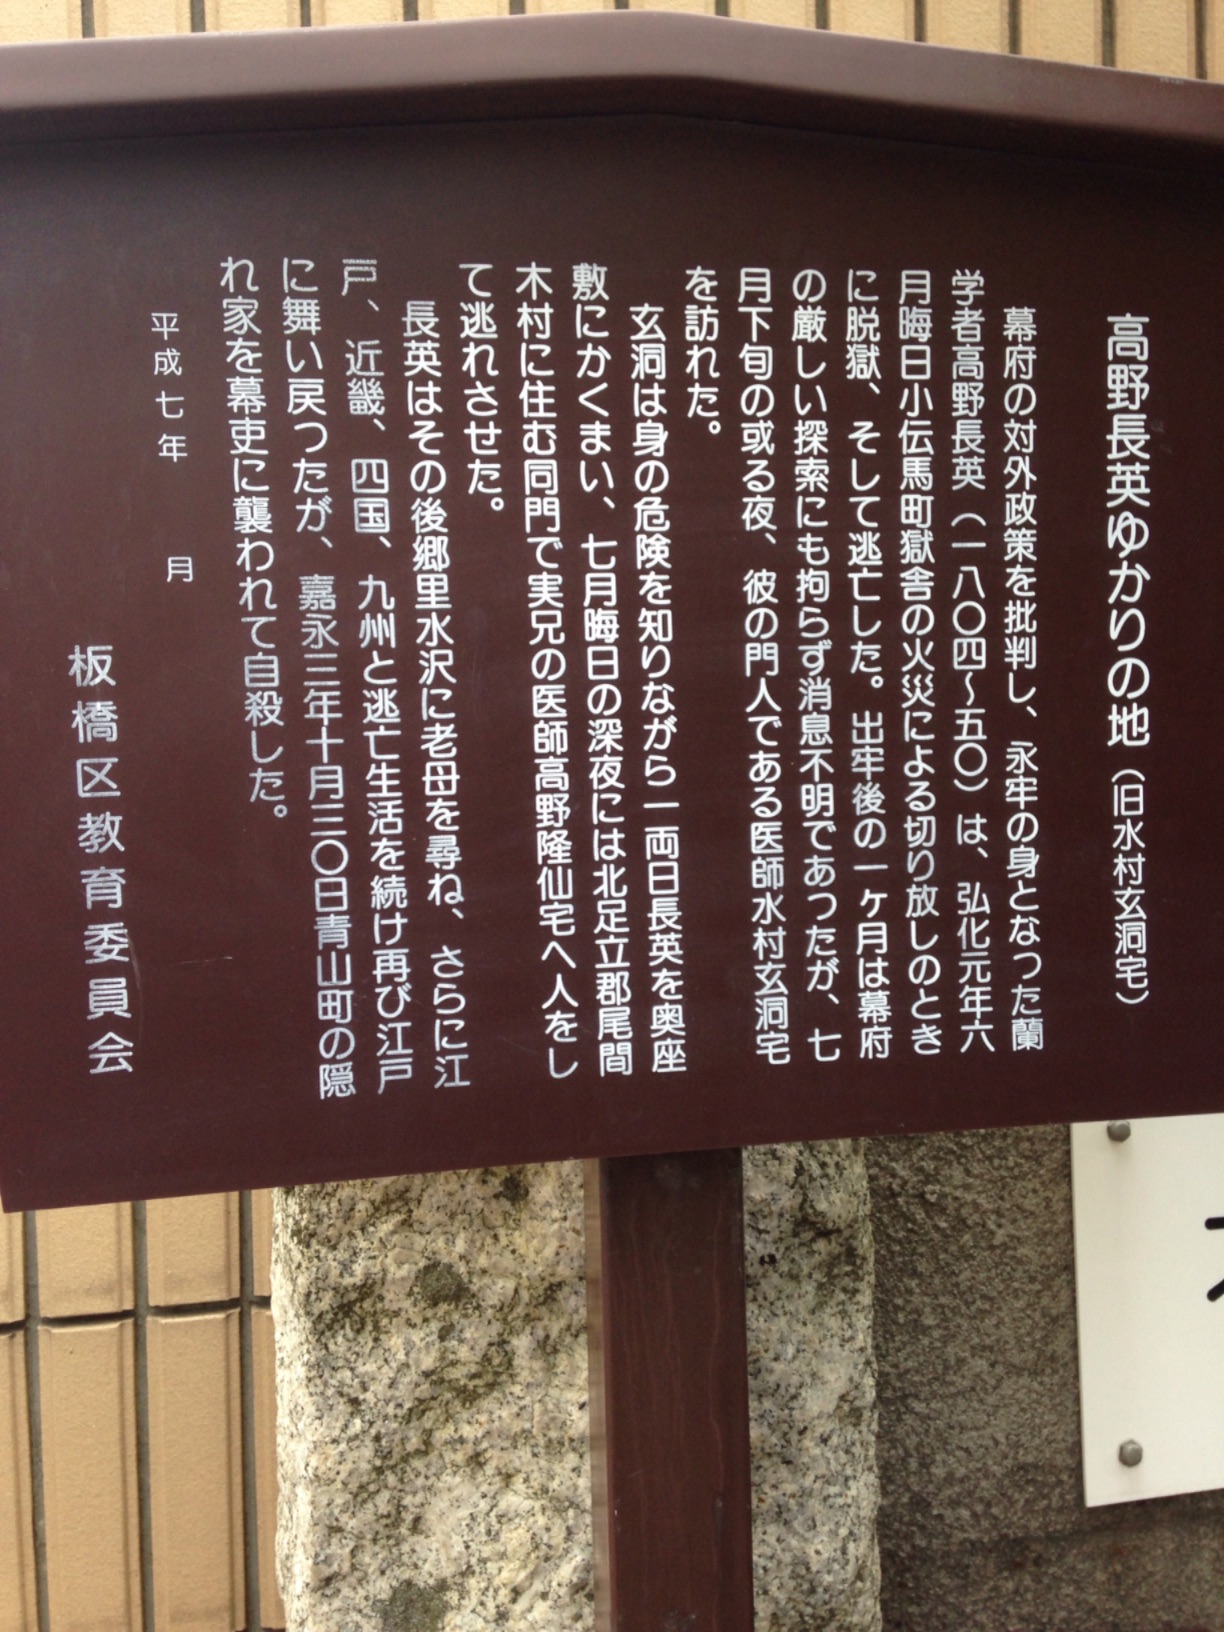 高野長英ゆかりの地（旧水村玄洞宅）
幕府の対外政策を批判し、永牢の身となった蘭
学者高野長英（一八〇四〜五〇）は、弘化元年六
月晦日小伝馬町獄舎の火災による切り放しのとき
に脱獄、そして逃亡した。出牢後の一ヶ月は幕府
の厳しい探索にも拘らず消息不明であったが、七
月下旬の或る夜、彼の門人である医師水村玄洞宅
を訪れた。
玄洞は身の危険を知りながら一両日長英を奥座
敷にかくまい、七月晦日の深夜には北足立郡尾間
木村に住む同門で実兄の医師高野隆仙宅へ人をし
て逃れさせた。
長英はその後郷里水沢に老母を尋ね、さらに江
戸、近畿、四国、九州と逃亡生活を続け再び江戸
に舞い戻つたが、嘉永三年十月三〇日青山町の隠
れ家を幕吏に襲われて自殺した。
平成七年　月
板橋区教育委員会